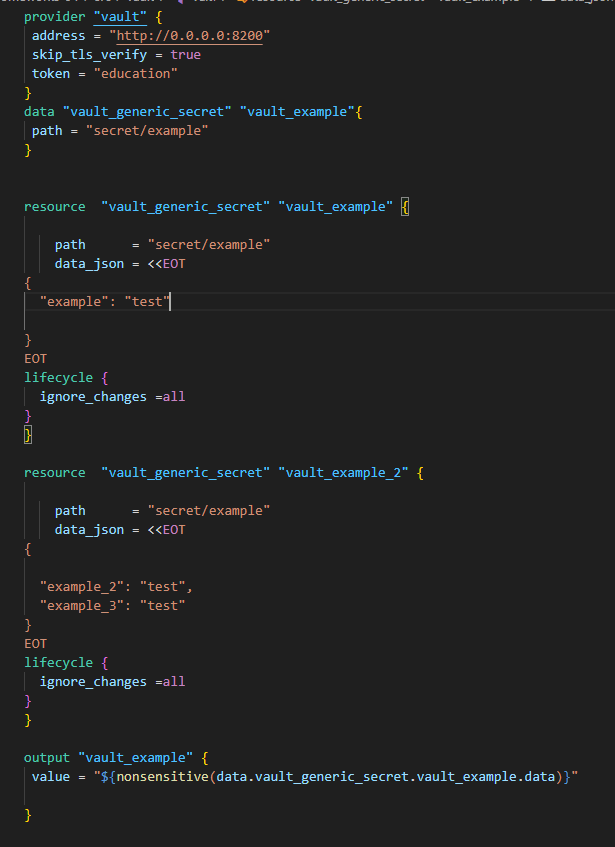 provider "vault" {
 address = "http://0.0.0.0:8200"
 skip_tls_verify = true
 token = "education"
}
data "vault_generic_secret" "vault_example"{
 path = "secret/example"
}
resource  "vault_generic_secret" "vault_example" {
    path      = "secret/example"
    data_json = <<EOT
{
  "example": "test"
}
EOT
lifecycle {
  ignore_changes =all
}
}
resource  "vault_generic_secret" "vault_example_2" {
    path      = "secret/example"
    data_json = <<EOT
{
  "example_2": "test",
  "example_3": "test"
}
EOT
lifecycle {
  ignore_changes =all
}
}
output "vault_example" {
 value = "${nonsensitive(data.vault_generic_secret.vault_example.data)}"
}